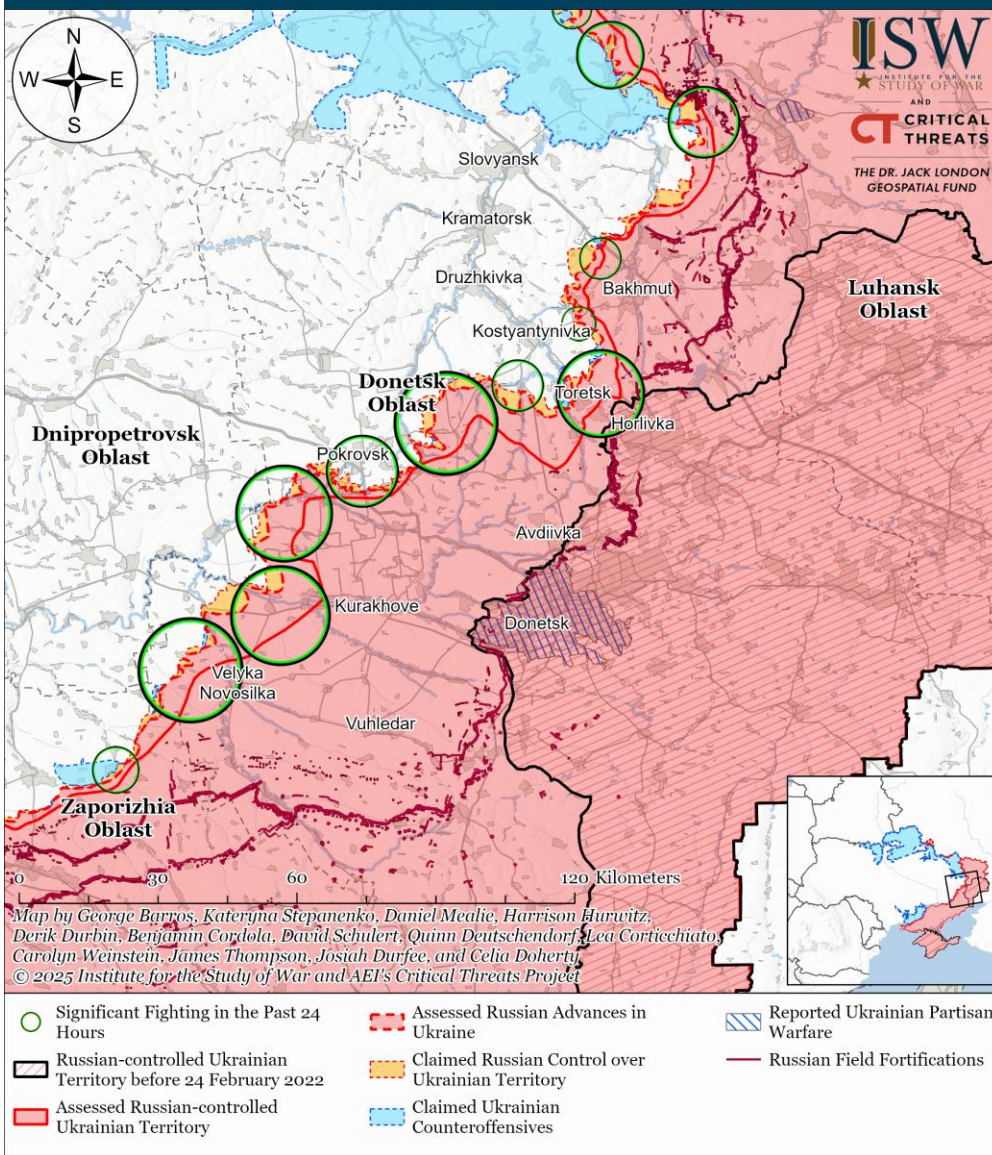 N
W E
S
ISW
INSTITUTE FOR THE
STUDY OF WAR
AND
CT CRITICAL
THREATS
THE DR. JACK LONDON
GEOSPATIAL FUND
Slovyansk
Kramatorsk
Druzhkivka
Bakhmut
Luhansk
Oblast
Kostyantynivka
Donetsk
Oblast
Toretsk
Horlivka
Dnipropetrovsk
Oblast
Pokrovsk
Avdiivka
Kurakhove
Donetsk
Velyka
Novosilka
Vuhledar
Zaporizhia
Oblast
0 30 60 120 Kilometers
Map by George Barros, Kateryna Stepanenko, Daniel Mealie, Harrison Hurwitz,
Derik Durbin, Benjamin Cordola, David Schulert, Quinn Deutschendorf, Lea Corticchiato,
Carolyn Weinstein, James Thompson, Josiah Durfee, and Celia Doherty
© 2025 Institute for the Study of War and AEI's Critical Threats Project
Significant Fighting in the Past 24
Hours
Russian-controlled Ukrainian
Territory before 24 February 2022
Assessed Russian-controlled
Ukrainian Territory
Assessed Russian Advances in
Ukraine
Claimed Russian Control over
Ukrainian Territory
Claimed Ukrainian
Counteroffensives
Reported Ukrainian Partisan
Warfare
Russian Field Fortifications